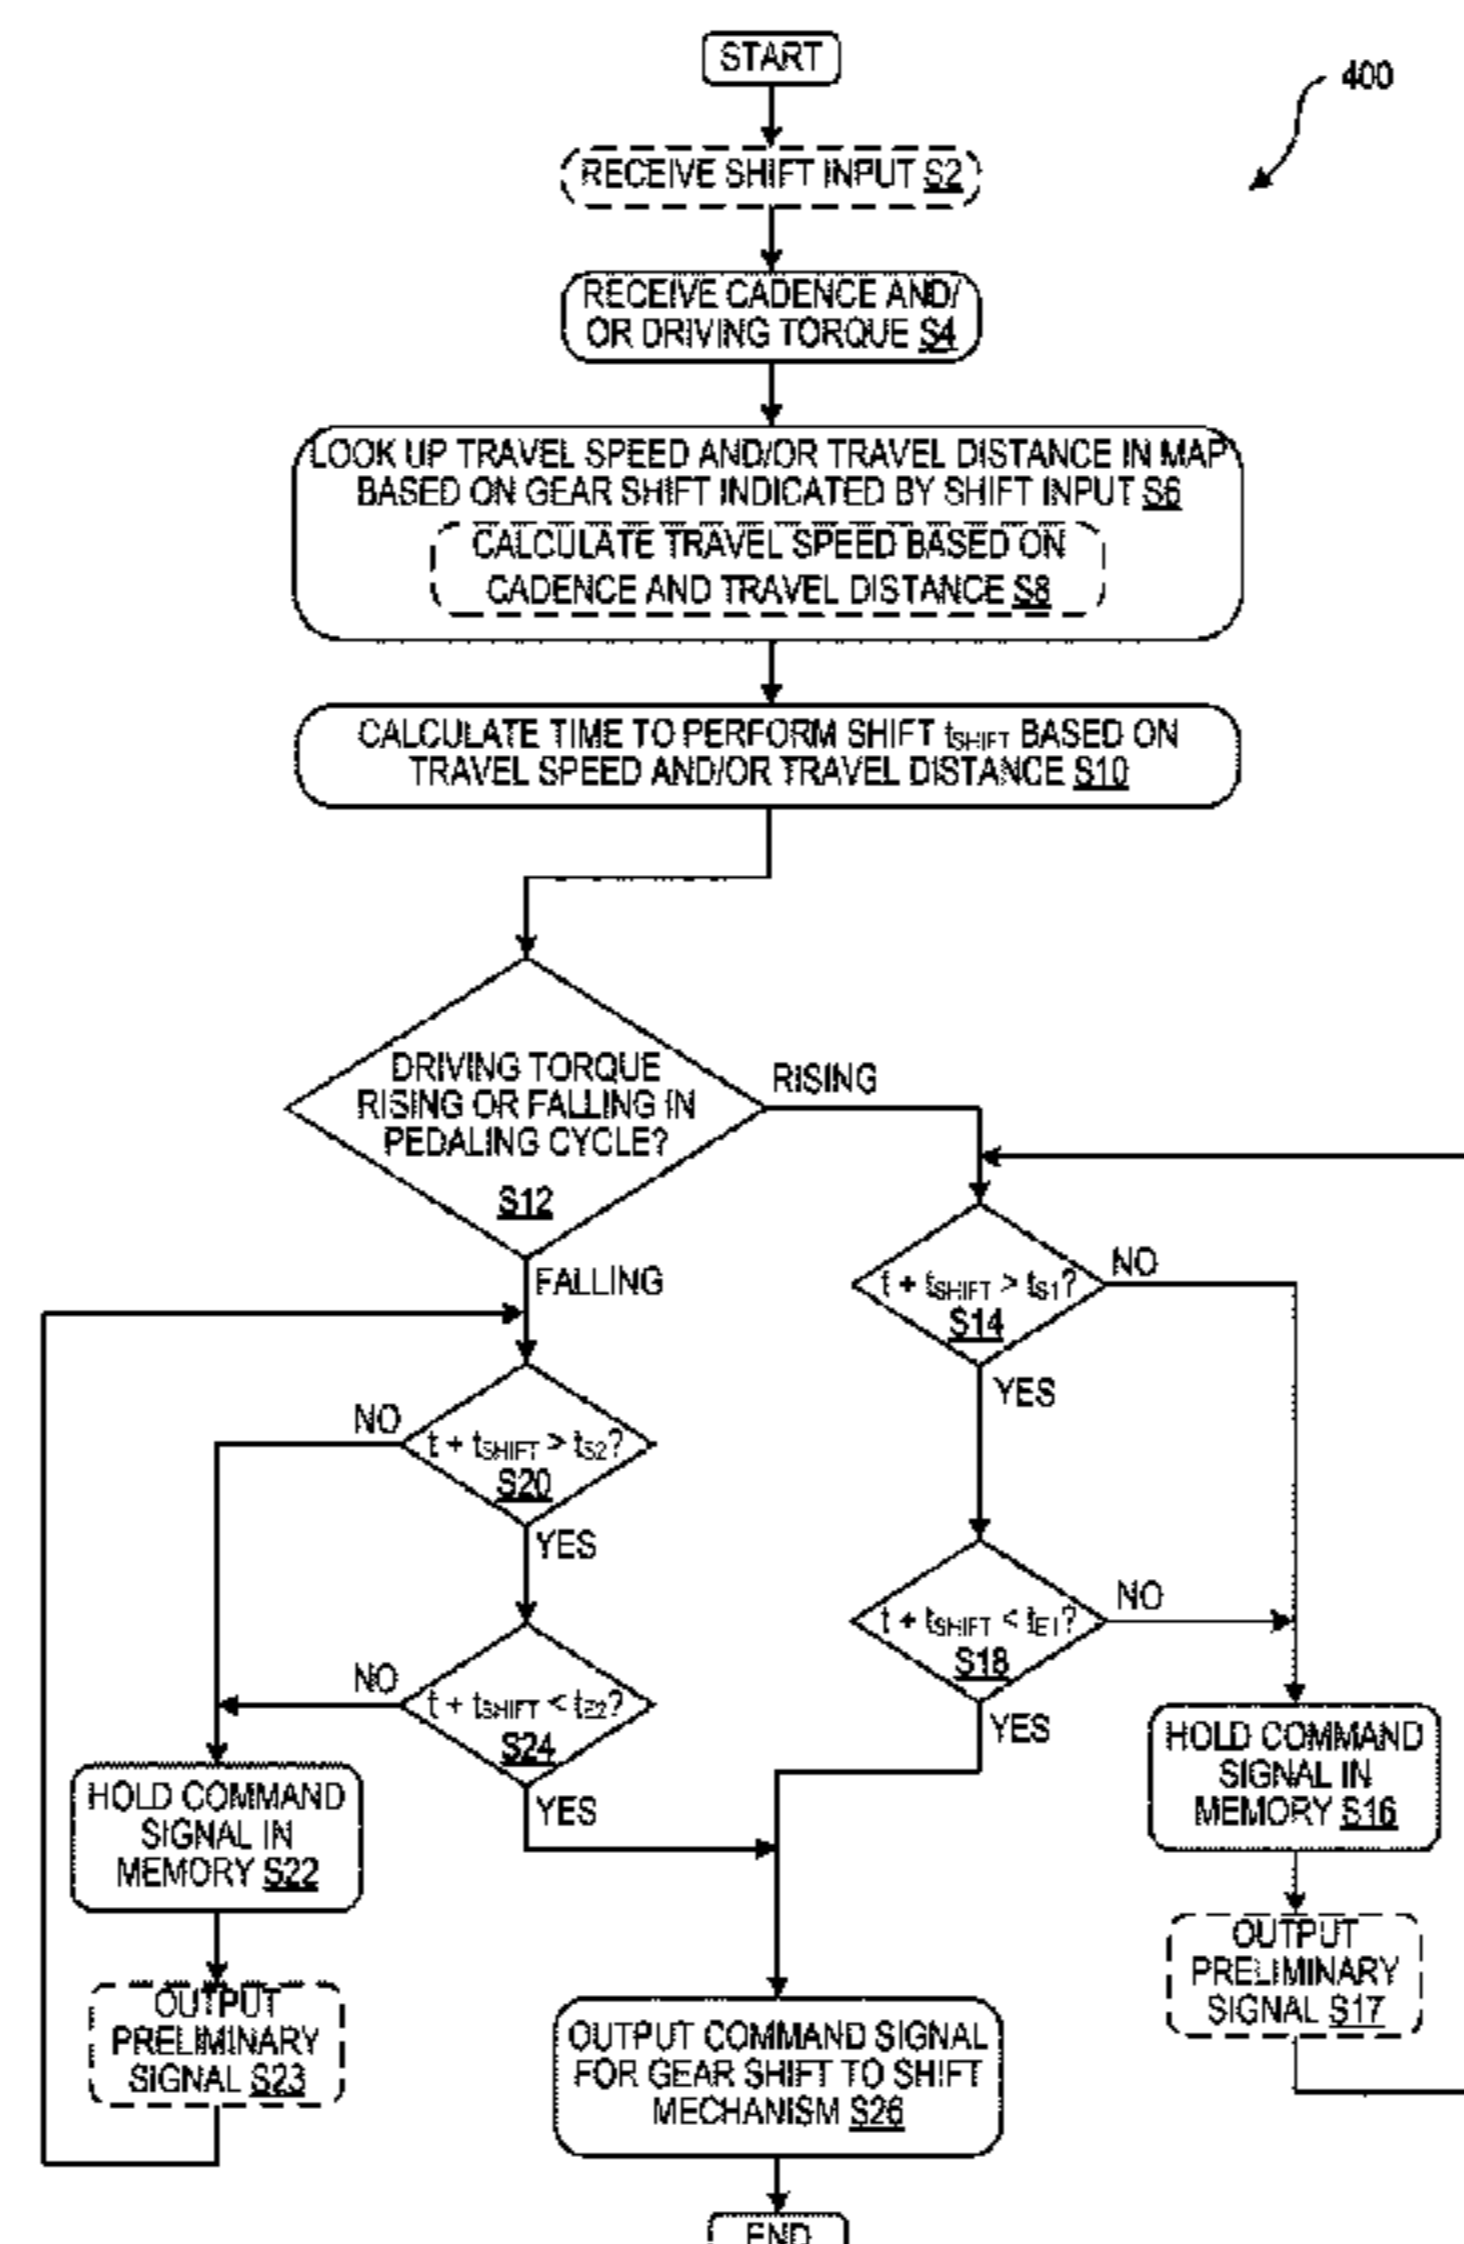 START
400
RECEIVE SHIFT INPUT S2
RECEIVE CADENCE AND/
OR DRIVING TORQUE S4
LOOK UP TRAVEL SPEED AND/OR TRAVEL DISTANCE IN MAP
BASED ON GEAR SHIFT INDICATED BY SHIFT INPUT S6
CALCULATE TRAVEL SPEED BASED ON
CADENCE AND TRAVEL DISTANCE S8
CALCULATE TIME TO PERFORM SHIFT tSHIFT BASED ON
TRAVEL SPEED AND/OR TRAVEL DISTANCE S10
DRIVING TORQUE
RISING OR FALLING IN
PEDALING CYCLE?
S12
RISING
FALLING
t + tSHIFT > tS1?
S14
NO
YES
t + tSHIFT > tS2?
S20
NO
YES
t + tSHIFT < tE1?
S18
NO
YES
t + tSHIFT < tE2?
S24
NO
YES
HOLD COMMAND
SIGNAL IN
MEMORY S16
HOLD COMMAND
SIGNAL IN
MEMORY S22
OUTPUT
PRELIMINARY
SIGNAL S17
OUTPUT
PRELIMINARY
SIGNAL S23
OUTPUT COMMAND SIGNAL
FOR GEAR SHIFT TO SHIFT
MECHANISM S26
END